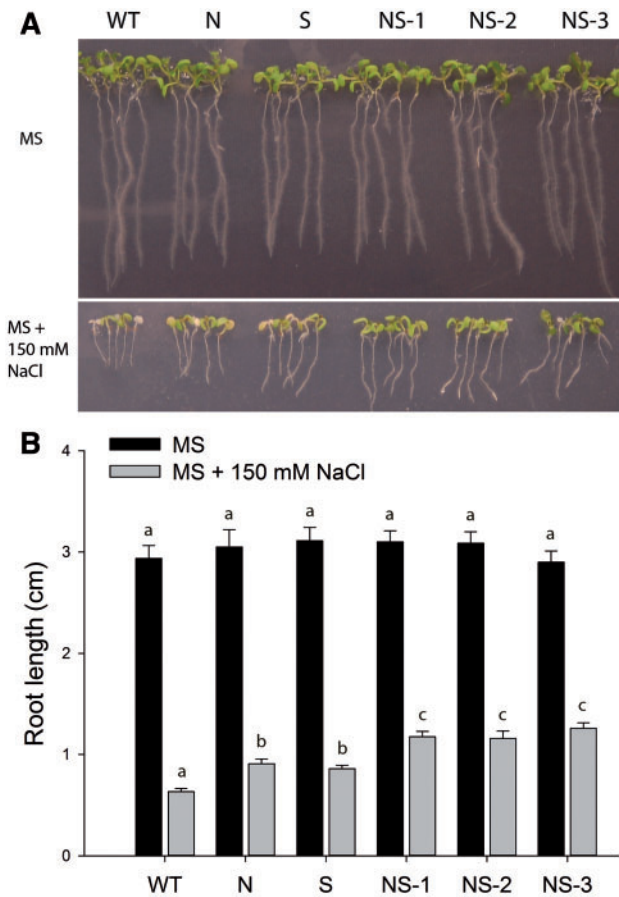 A
WT N S NS-1 NS-2 NS-3
MS
MS +
150 mM
NaCl
B
4
MS
MS + 150 mM NaCl
a a a a a a
3
Root length (cm)
2
c c c
b b
a
1
0
WT N S NS-1 NS-2 NS-3